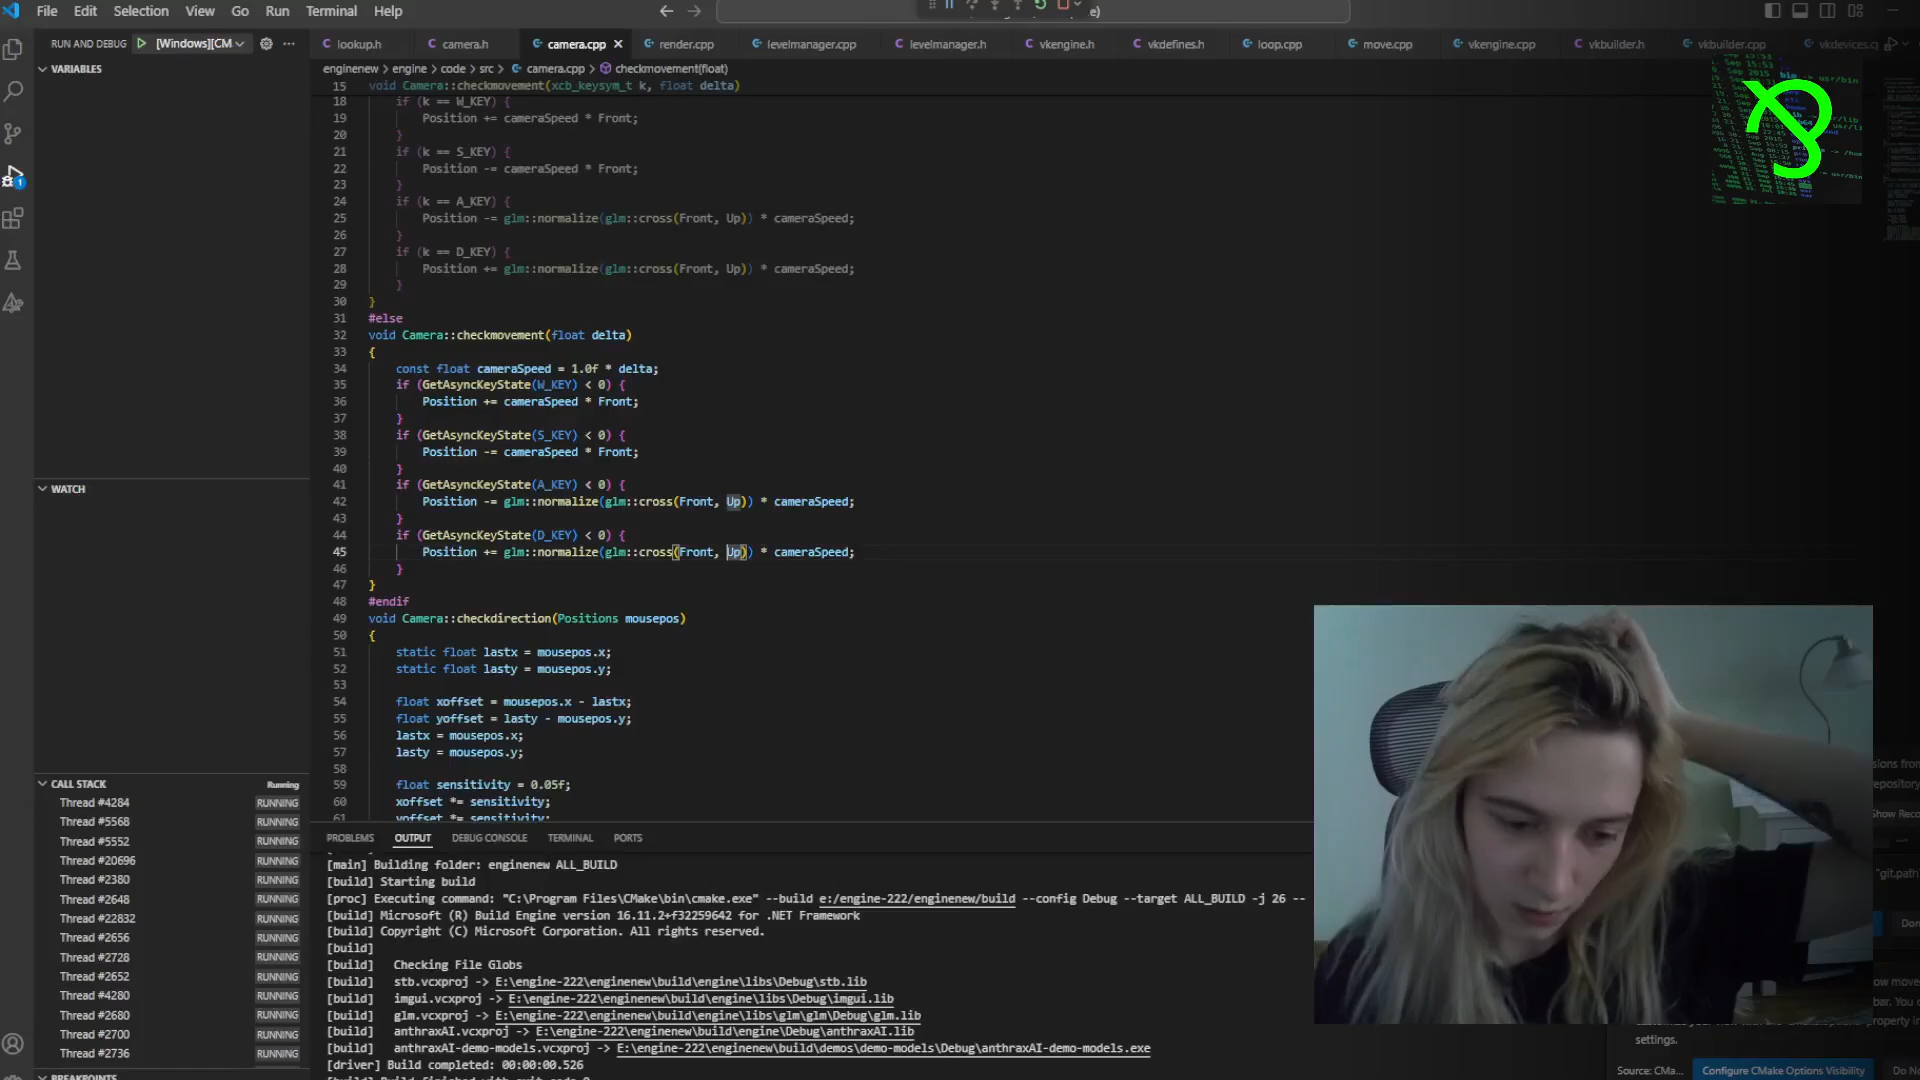 File Edit Selection View Go Run Terminal Help
RUN AND DEBUG [Windows][CM
lookup.h camera.h camera.cpp render.cpp levelmanager.cpp levelmanager.h vkengine.h vkdefines.h loop.cpp move.cpp vkengine.cpp vkbuilder.h vkbuilder.cpp vkdevices.c
VARIABLES
enginenew > engine > code > src > camera.cpp > checkmovement(float)
15 void Camera::checkmovement(xcb_keysym_t k, float delta)
18 if (k == W_KEY) {
19 Position += cameraSpeed * Front;
20 }
21 if (k == S_KEY) {
22 Position -= cameraSpeed * Front;
23 }
24 if (k == A_KEY) {
25 Position -= glm::normalize(glm::cross(Front, Up)) * cameraSpeed;
26 }
27 if (k == D_KEY) {
28 Position += glm::normalize(glm::cross(Front, Up)) * cameraSpeed;
29 }
30 }
31 #else
32 void Camera::checkmovement(float delta)
33 {
34 const float cameraSpeed = 1.0f * delta;
35 if (GetAsyncKeyState(W_KEY) < 0) {
36 Position += cameraSpeed * Front;
37 }
38 if (GetAsyncKeyState(S_KEY) < 0) {
39 Position -= cameraSpeed * Front;
40 }
41 if (GetAsyncKeyState(A_KEY) < 0) {
42 Position -= glm::normalize(glm::cross(Front, Up)) * cameraSpeed;
43 }
44 if (GetAsyncKeyState(D_KEY) < 0) {
45 Position += glm::normalize(glm::cross(Front, Up)) * cameraSpeed;
46 }
47 }
48 #endif
49 void Camera::checkdirection(Positions mousepos)
50 {
51 static float lastx = mousepos.x;
52 static float lasty = mousepos.y;
53
54 float xoffset = mousepos.x - lastx;
55 float yoffset = lasty - mousepos.y;
56 lastx = mousepos.x;
57 lasty = mousepos.y;
58
59 float sensitivity = 0.05f;
60 xoffset *= sensitivity;
61 yoffset *= sensitivity;
WATCH
CALL STACK Running
Thread #4284 RUNNING
Thread #5568 RUNNING
Thread #5552 RUNNING
Thread #20696 RUNNING
Thread #2380 RUNNING
Thread #2648 RUNNING
Thread #22832 RUNNING
Thread #2656 RUNNING
Thread #2728 RUNNING
Thread #2652 RUNNING
Thread #4280 RUNNING
Thread #2680 RUNNING
Thread #2700 RUNNING
Thread #2736 RUNNING
BREAKPOINTS
PROBLEMS OUTPUT DEBUG CONSOLE TERMINAL PORTS
[main] Building folder: enginenew ALL_BUILD
[build] Starting build
[proc] Executing command: "C:\Program Files\CMake\bin\cmake.exe" --build e:/engine-222/enginenew/build --config Debug --target ALL_BUILD -j 26 --
[build] Microsoft (R) Build Engine version 16.11.2+f32259642 for .NET Framework
[build] Copyright (C) Microsoft Corporation. All rights reserved.
[build]
[build] Checking File Globs
[build] stb.vcxproj -> E:\engine-222\enginenew\build\engine\libs\Debug\stb.lib
[build] imgui.vcxproj -> E:\engine-222\enginenew\build\engine\libs\Debug\imgui.lib
[build] glm.vcxproj -> E:\engine-222\enginenew\build\engine\libs\glm\glm\Debug\glm.lib
[build] anthraxAI.vcxproj -> E:\engine-222\enginenew\build\engine\Debug\anthraxAI.lib
[build] anthraxAI-demo-models.vcxproj -> E:\engine-222\enginenew\build\demos\demo-models\Debug\anthraxAI-demo-models.exe
[driver] Build completed: 00:00:00.526
[build] Build finished with exit code 0
settings.
Source: CMa... Configure CMake Options Visibility Do No